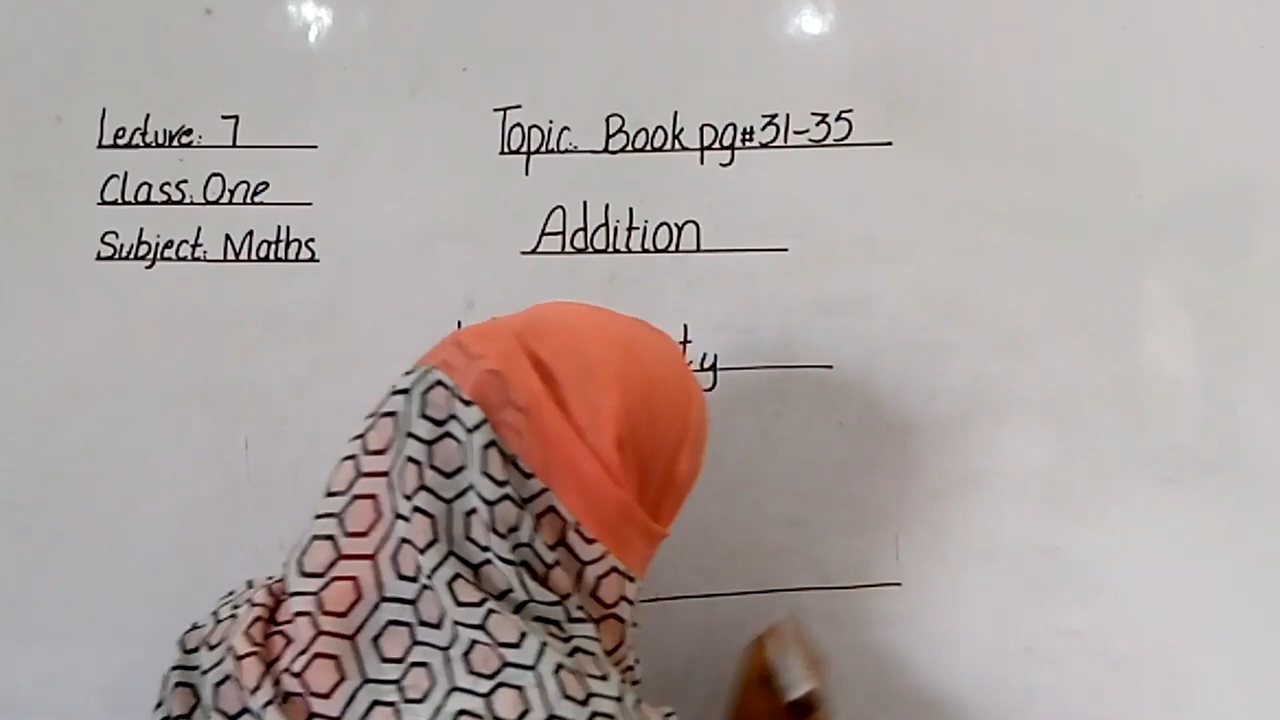 Lecture: 7
Class: One
Subject: Maths
Topic: Book pg#31-35
Addition